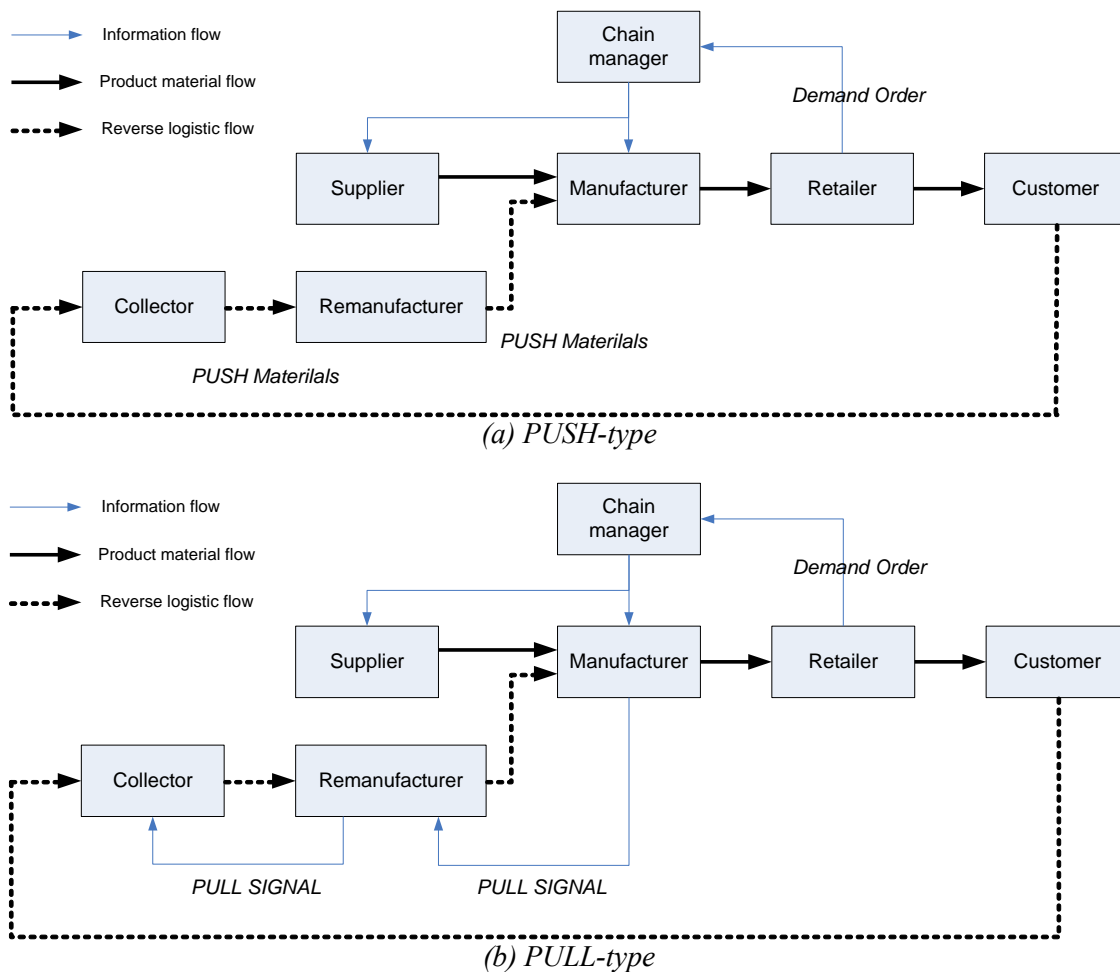 Information flow
Product material flow
Reverse logistic flow
Chain
manager
Demand Order
Supplier
Manufacturer
Retailer
Customer
Collector
Remanufacturer
PUSH Materilals
PUSH Materilals
(a) PUSH-type
Information flow
Product material flow
Reverse logistic flow
Chain
manager
Demand Order
Supplier
Manufacturer
Retailer
Customer
Collector
Remanufacturer
PULL SIGNAL
PULL SIGNAL
(b) PULL-type